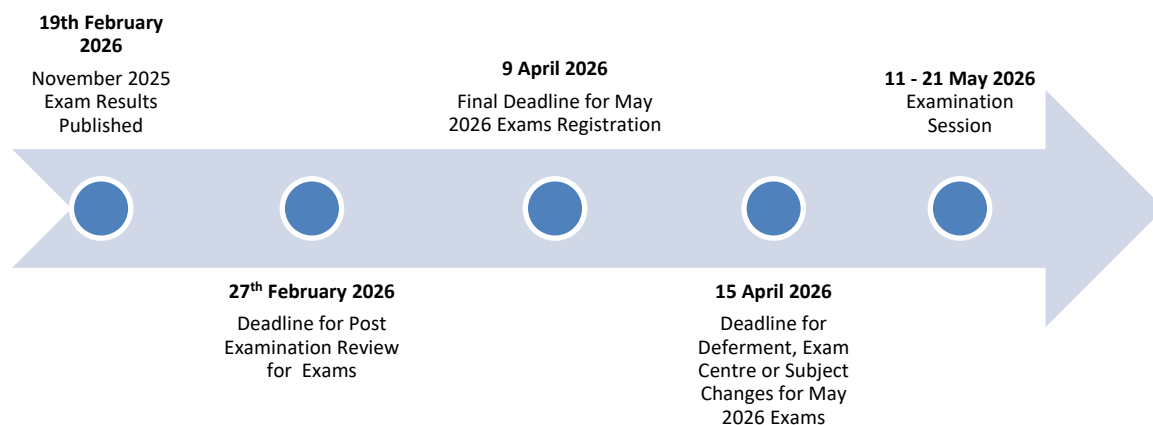 19th February
2026
November 2025
Exam Results
Published
27th February 2026
Deadline for Post
Examination Review
for Exams
9 April 2026
Final Deadline for May
2026 Exams Registration
15 April 2026
Deadline for
Deferment, Exam
Centre or Subject
Changes for May
2026 Exams
11 - 21 May 2026
Examination
Session